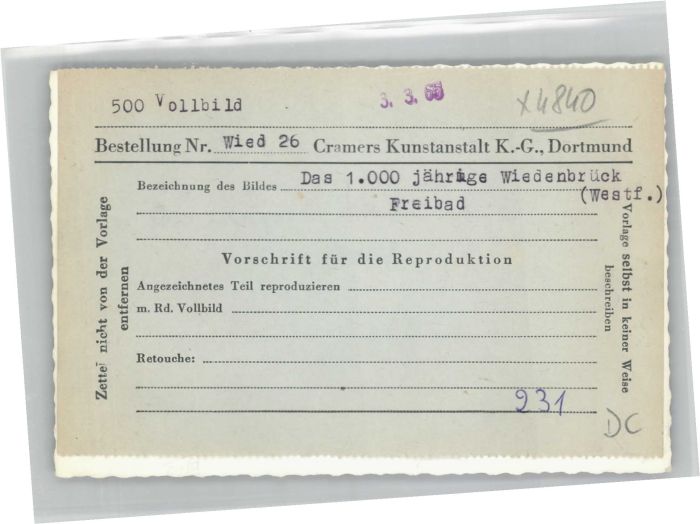 500 Vollbild
3. 3. 65
x4840
Bestellung Nr. Wied 26 Cramers Kunstanstalt K.-G., Dortmund
Bezeichnung des Bildes Das 1.000 jährige Wiedenbrück
(Westf.)
Freibad
Vorschrift für die Reproduktion
Angezeichnetes Teil reproduzieren
m. Rd. Vollbild
Retouche:
231
DC
Zettel nicht von der Vorlage
entfernen
Vorlage selbst in keiner Weise
beschreiben